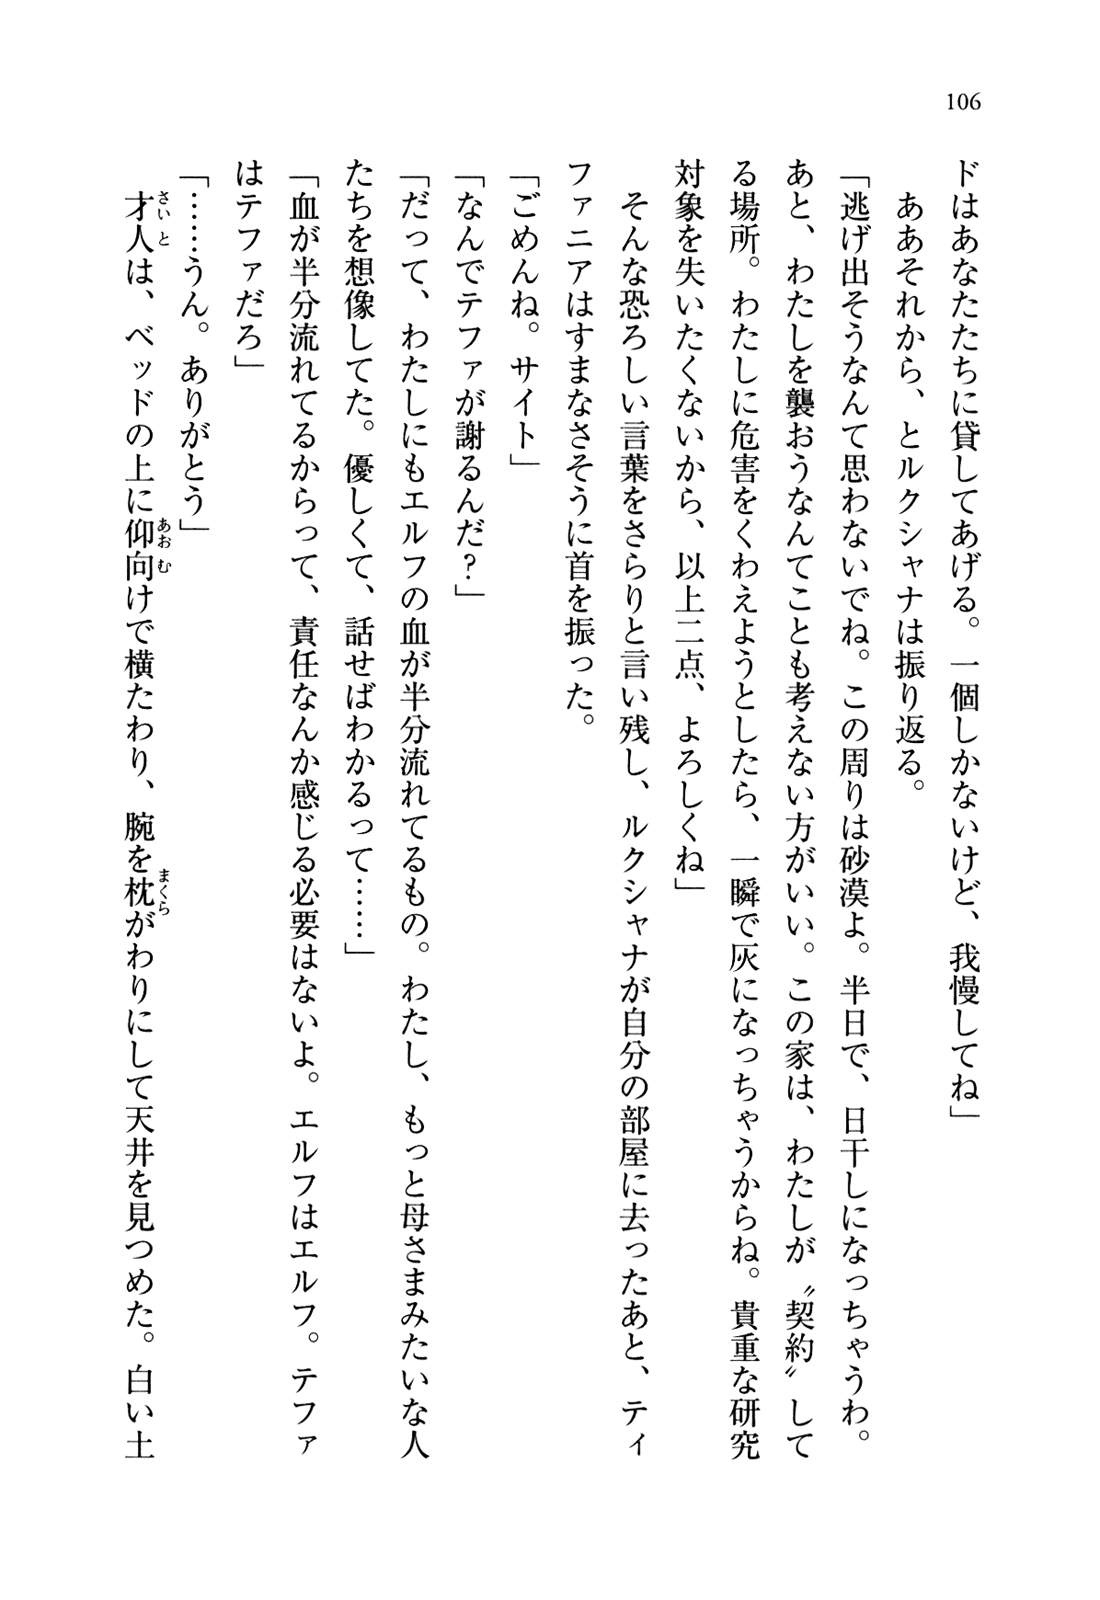 106
ドはあなたたちに貸してあげる。一個しかないけど、我慢してね」
　ああそれから、とルクシャナは振り返る。
「逃げ出そうなんて思わないでね。この周りは砂漠よ。半日で、日干しになっちゃうわ。
あと、わたしを襲おうなんてことも考えない方がいい。この家は、わたしが〝契約〟して
る場所。わたしに危害をくわえようとしたら、一瞬で灰になっちゃうからね。貴重な研究
対象を失いたくないから、以上二点、よろしくね」
　そんな恐ろしい言葉をさらりと言い残し、ルクシャナが自分の部屋に去ったあと、ティ
ファニアはすまなさそうに首を振った。
「ごめんね。サイト」
「なんでテファが謝るんだ？」
「だって、わたしにもエルフの血が半分流れてるもの。わたし、もっと母さまみたいな人
たちを想像してた。優しくて、話せばわかるって……」
「血が半分流れてるからって、責任なんか感じる必要はないよ。エルフはエルフ。テファ
はテファだろ」
「……うん。ありがとう」
　才人さいとは、ベッドの上に仰向あおむけで横たわり、腕を枕まくらがわりにして天井を見つめた。白い土